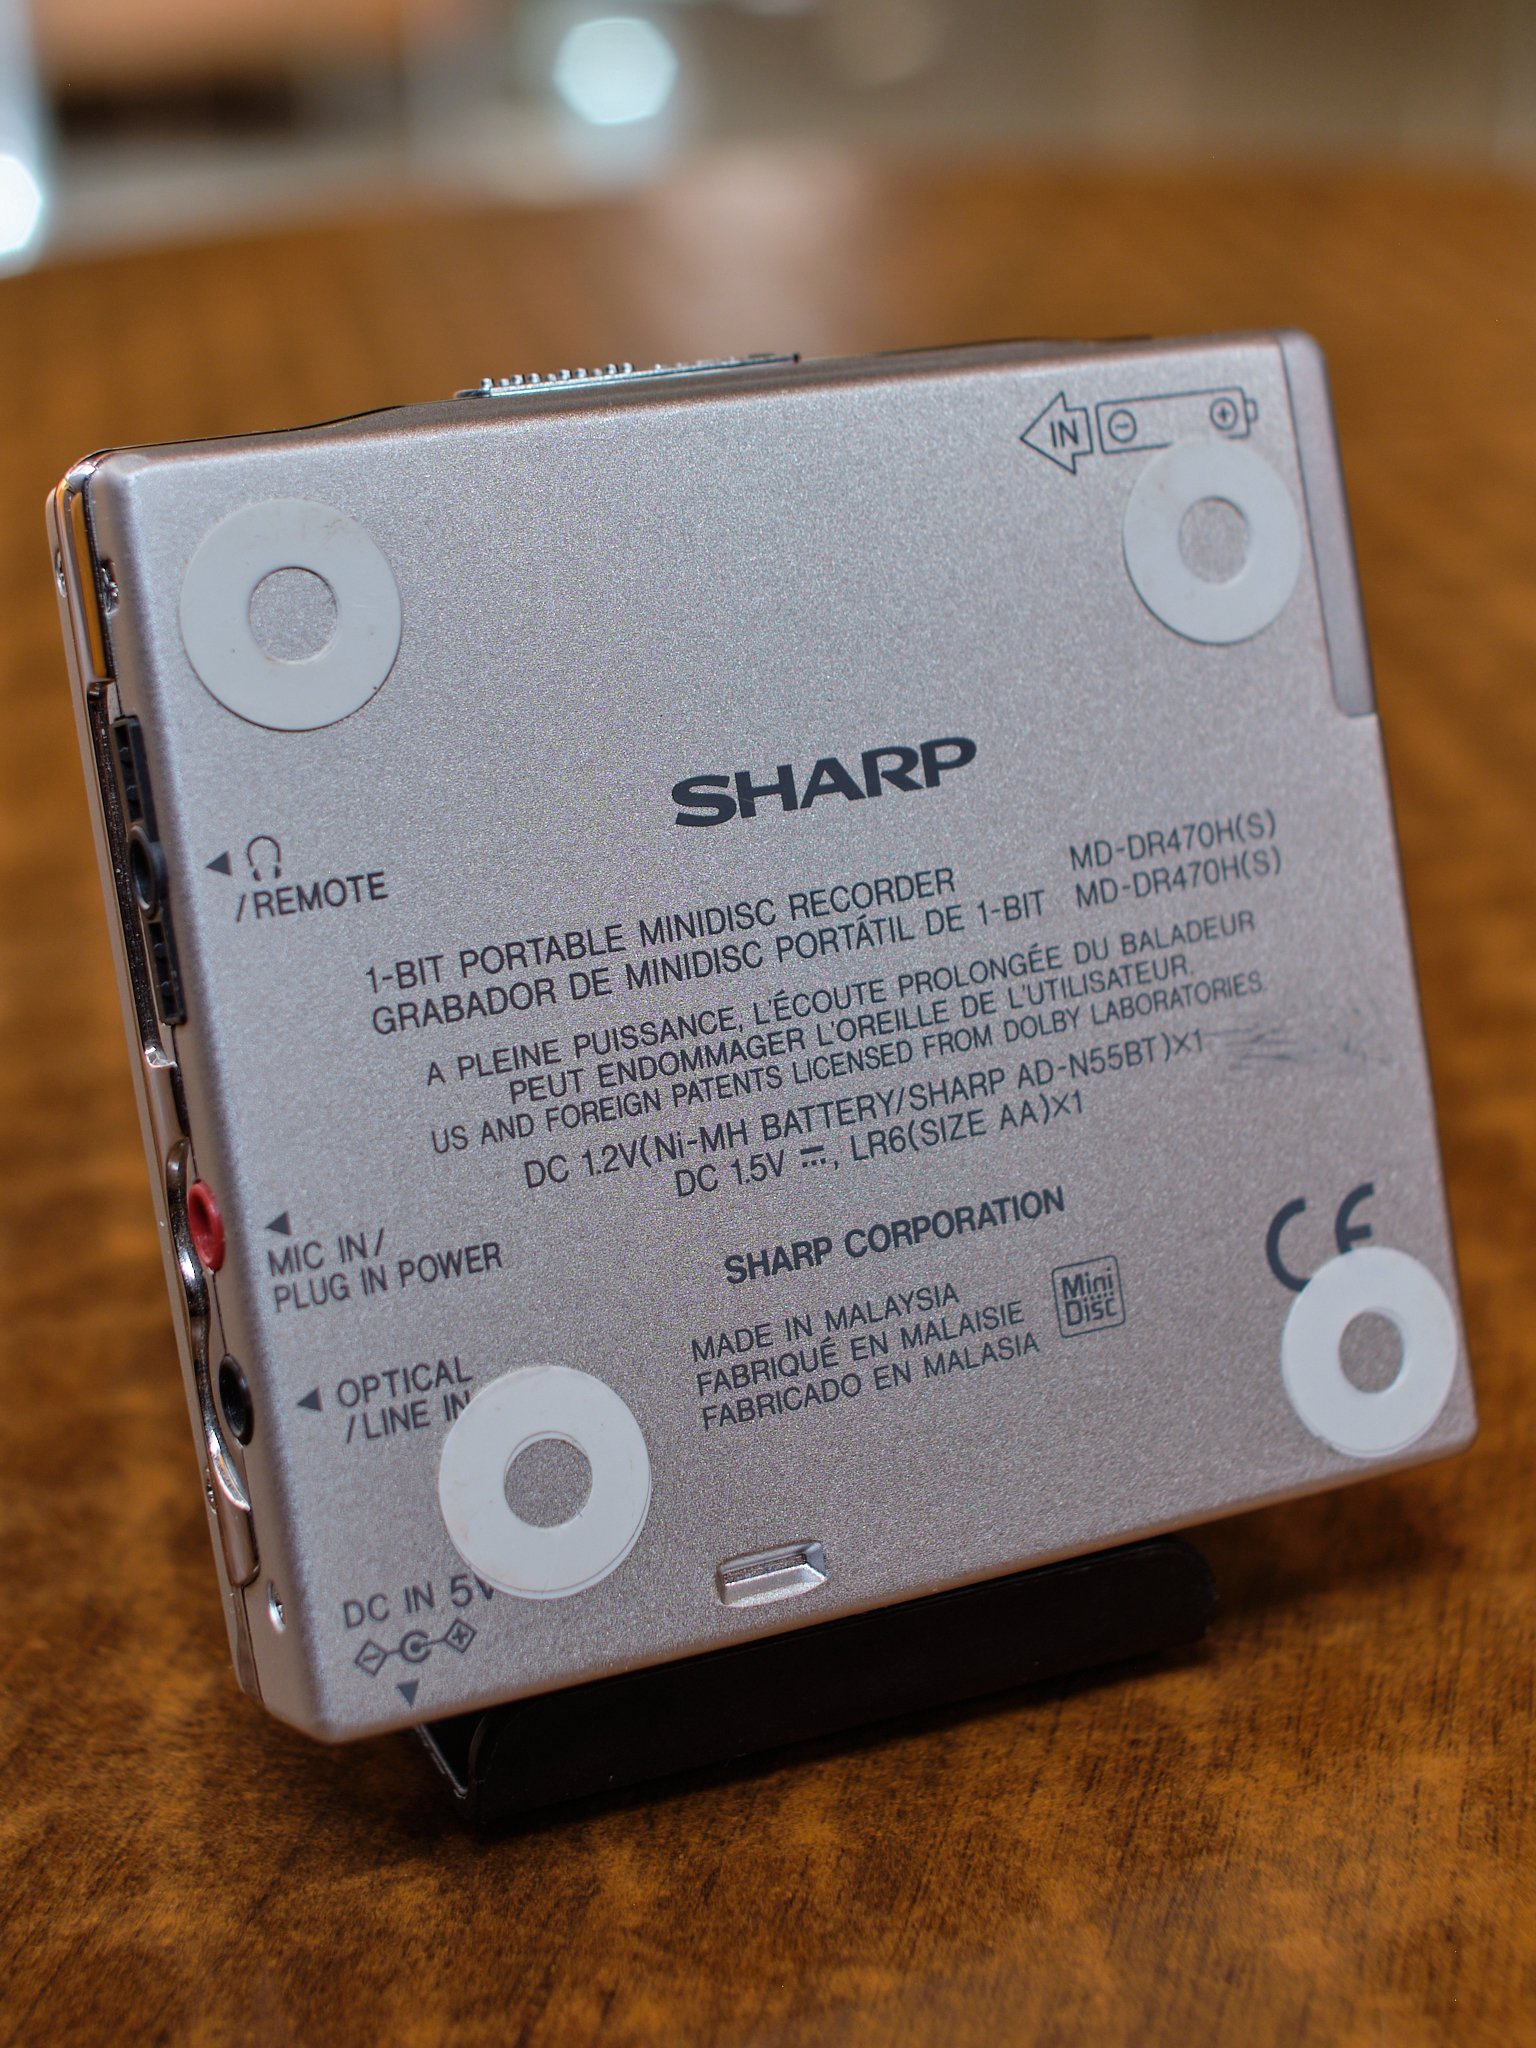 IN
SHARP
/REMOTE
1-BIT PORTABLE MINIDISC RECORDER MD-DR470H(S)
GRABADOR DE MINIDISC PORTÁTIL DE 1-BIT MD-DR470H(S)
A PLEINE PUISSANCE, L'ÉCOUTE PROLONGÉE DU BALADEUR
PEUT ENDOMMAGER L'OREILLE DE L'UTILISATEUR.
US AND FOREIGN PATENTS LICENSED FROM DOLBY LABORATORIES.
DC 1.2V(Ni-MH BATTERY/SHARP AD-N55BT)X1
DC 1.5V ⎓, LR6(SIZE AA)X1
MIC IN/
PLUG IN POWER
SHARP CORPORATION
CE
Mini
Disc
MADE IN MALAYSIA
FABRIQUÉ EN MALAISIE
FABRICADO EN MALASIA
OPTICAL
/LINE IN
DC IN 5V